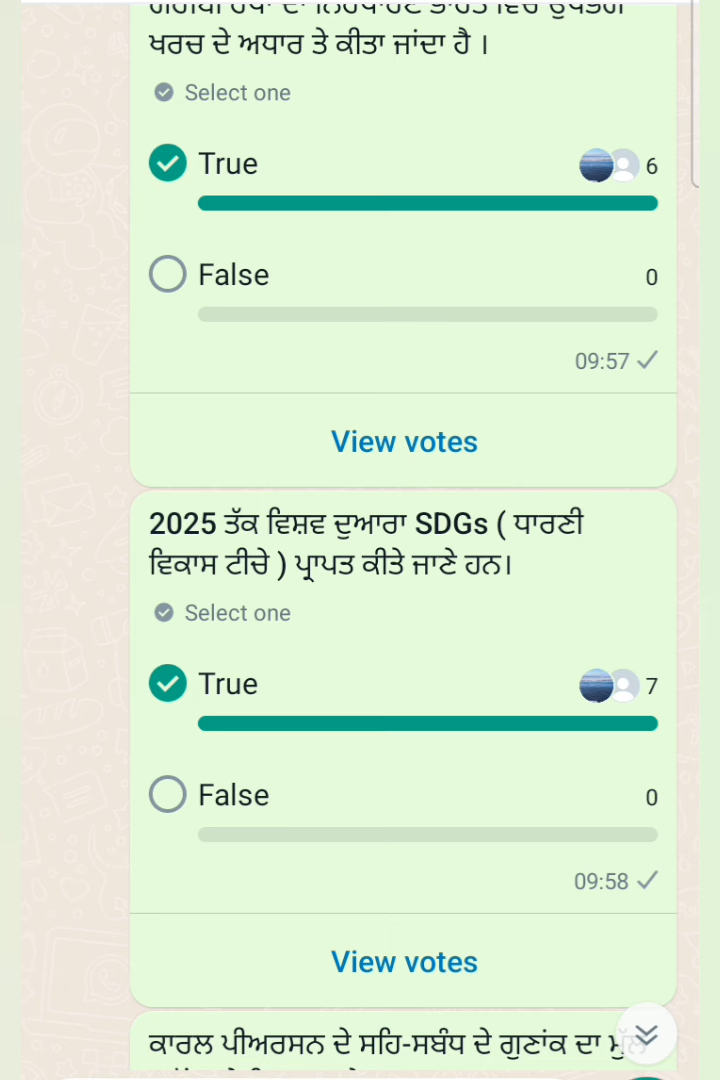 ਖਰਚ ਦੇ ਅਧਾਰ ਤੇ ਕੀਤਾ ਜਾਂਦਾ ਹੈ ।
Select one
True 6
False 0
09:57
View votes
2025 ਤੱਕ ਵਿਸ਼ਵ ਦੁਆਰਾ SDGs ( ਧਾਰਣੀ
ਵਿਕਾਸ ਟੀਚੇ ) ਪ੍ਰਾਪਤ ਕੀਤੇ ਜਾਣੇ ਹਨ।
Select one
True 7
False 0
09:58
View votes
ਕਾਰਲ ਪੀਅਰਸਨ ਦੇ ਸਹਿ-ਸਬੰਧ ਦੇ ਗੁਣਾਂਕ ਦਾ